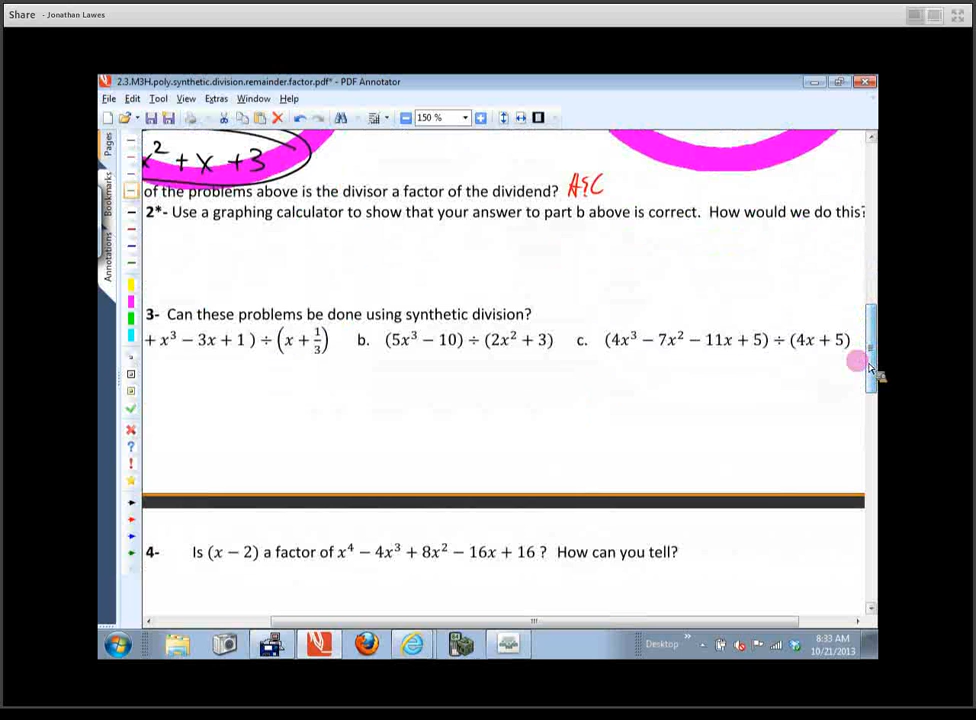 Share - Jonathan Lawes
2.3.M3H.poly.synthetic.division.remainder.factor.pdf* - PDF Annotator
File Edit Tool View Extras Window Help
150 %
Pages
Bookmarks
Annotations
x² + x + 3
of the problems above is the divisor a factor of the dividend? A&C
2*- Use a graphing calculator to show that your answer to part b above is correct. How would we do this?
3- Can these problems be done using synthetic division?
+ x³ − 3x + 1 ) ÷ (x + 1/3) b. (5x³ − 10) ÷ (2x² + 3) c. (4x³ − 7x² − 11x + 5) ÷ (4x + 5)
4- Is (x − 2) a factor of x⁴ − 4x³ + 8x² − 16x + 16 ? How can you tell?
Desktop
8:33 AM
10/21/2013